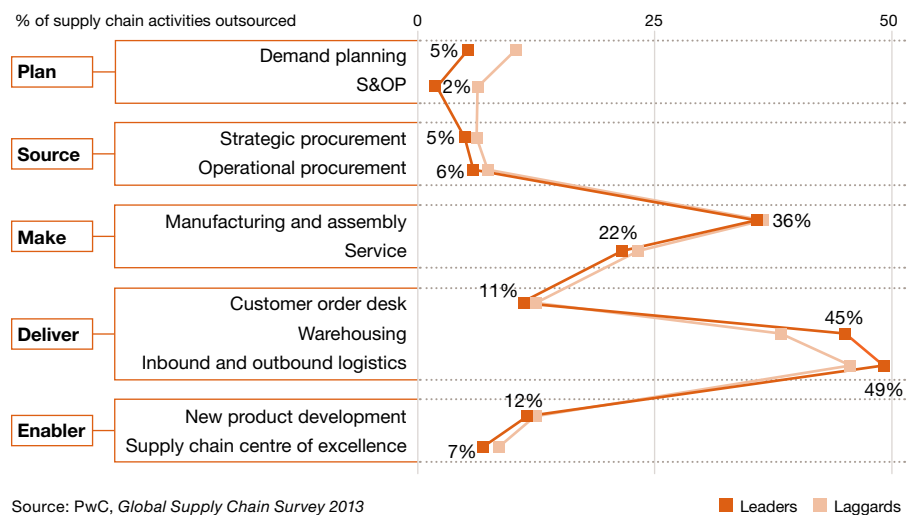 % of supply chain activities outsourced 0 25 50
Plan
Demand planning 5%
S&OP 2%
Source
Strategic procurement 5%
Operational procurement 6%
Make
Manufacturing and assembly 36%
Service 22%
Deliver
Customer order desk 11%
Warehousing 45%
Inbound and outbound logistics 49%
Enabler
New product development 12%
Supply chain centre of excellence 7%
Source: PwC, Global Supply Chain Survey 2013 Leaders Laggards